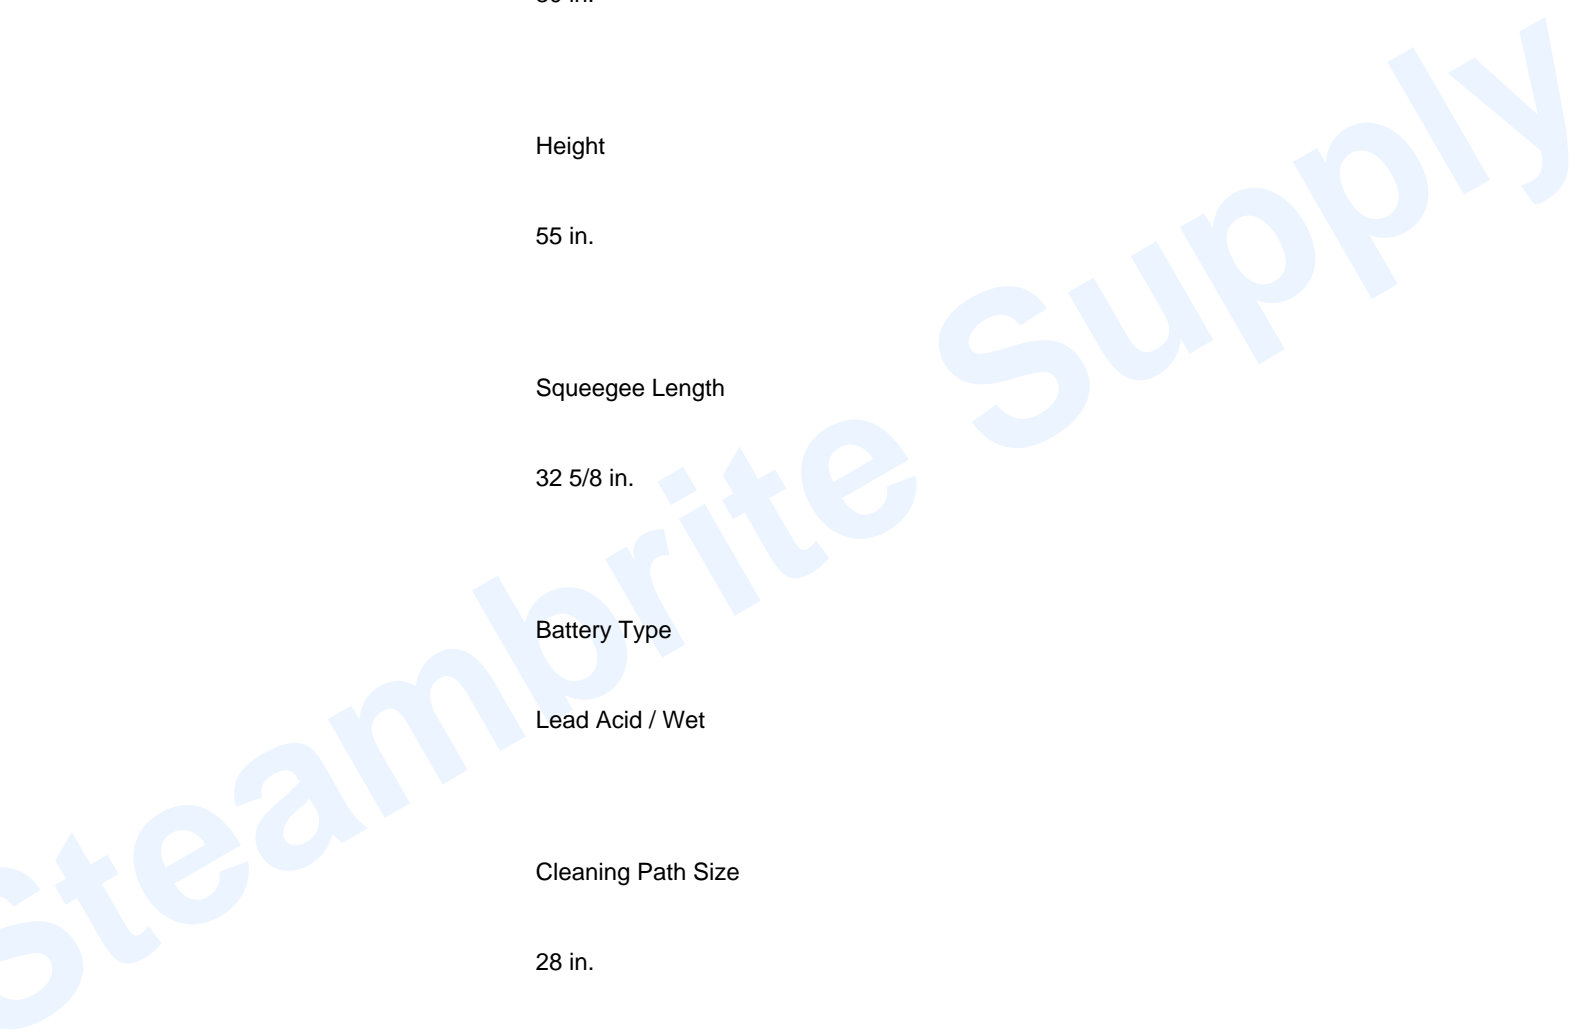 Height
55 in.
Squeegee Length
32 5/8 in.
Battery Type
Lead Acid / Wet
Cleaning Path Size
28 in.
Steambrite Supply